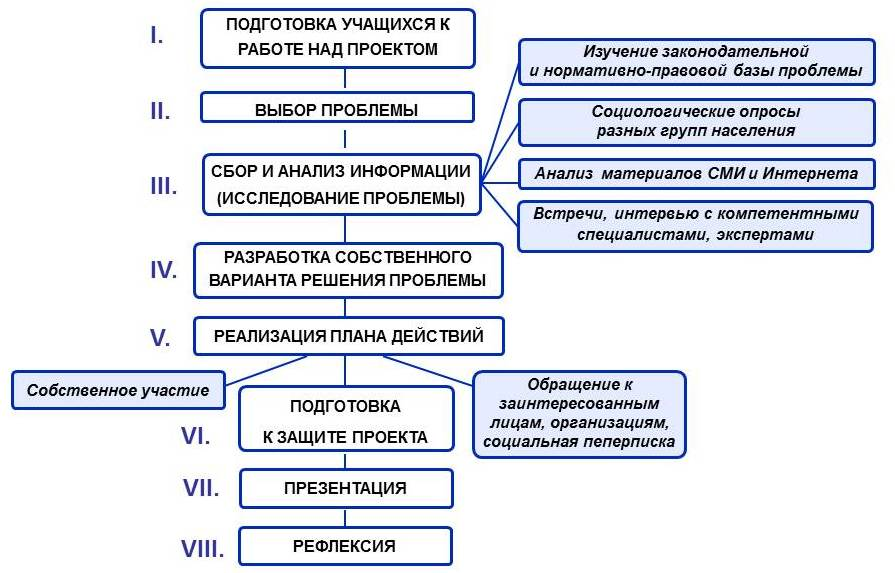 I.
ПОДГОТОВКА УЧАЩИХСЯ К
РАБОТЕ НАД ПРОЕКТОМ
II.
ВЫБОР ПРОБЛЕМЫ
III.
СБОР И АНАЛИЗ ИНФОРМАЦИИ
(ИССЛЕДОВАНИЕ ПРОБЛЕМЫ)
Изучение законодательной
и нормативно-правовой базы проблемы
Социологические опросы
разных групп населения
Анализ материалов СМИ и Интернета
Встречи, интервью с компетентными
специалистами, экспертами
IV.
РАЗРАБОТКА СОБСТВЕННОГО
ВАРИАНТА РЕШЕНИЯ ПРОБЛЕМЫ
V.
РЕАЛИЗАЦИЯ ПЛАНА ДЕЙСТВИЙ
Собственное участие
Обращение к
заинтересованным
лицам, организациям,
социальная пеперписка
VI.
ПОДГОТОВКА
К ЗАЩИТЕ ПРОЕКТА
VII.
ПРЕЗЕНТАЦИЯ
VIII.
РЕФЛЕКСИЯ